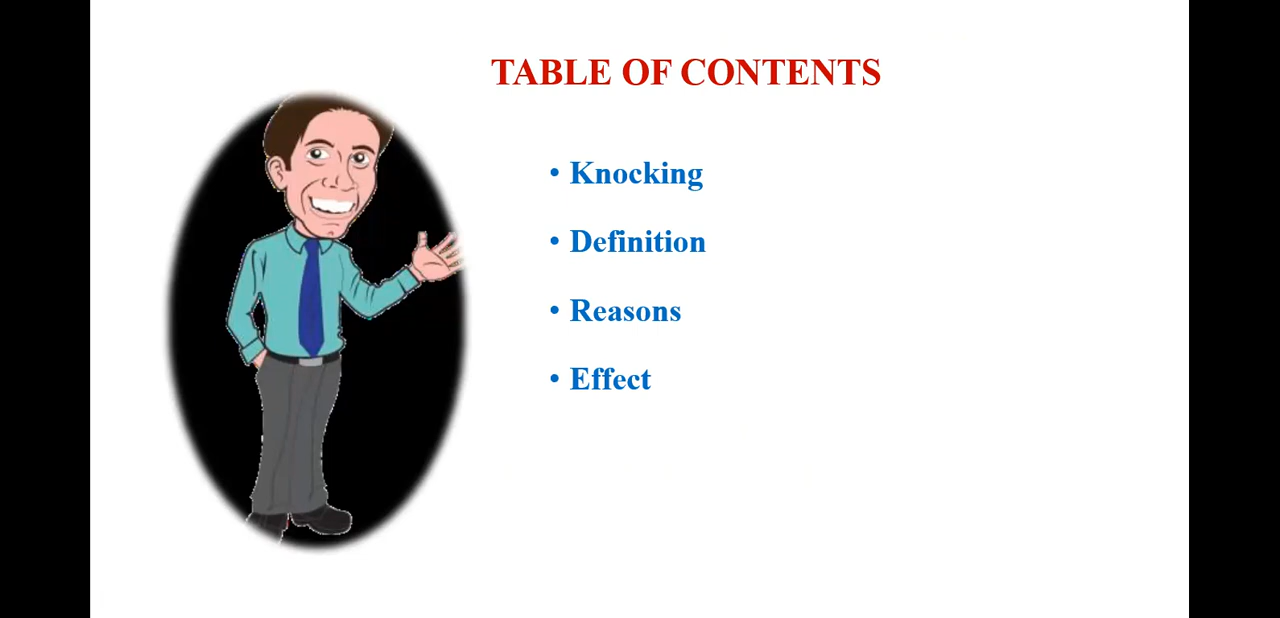 TABLE OF CONTENTS
• Knocking
• Definition
• Reasons
• Effect